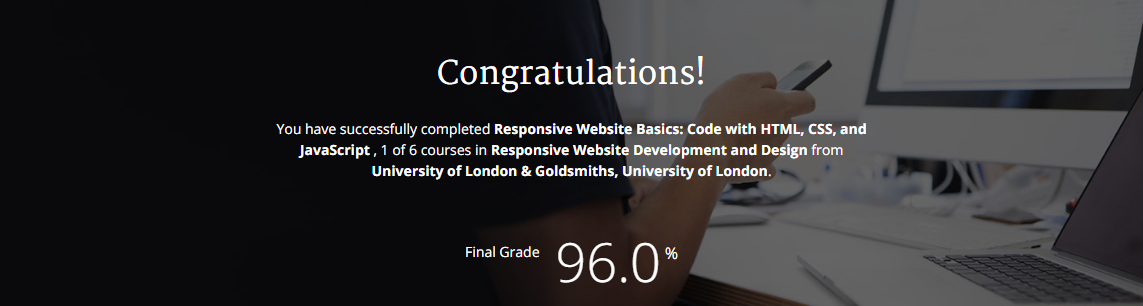 Congratulations!
You have successfully completed Responsive Website Basics: Code with HTML, CSS, and
JavaScript , 1 of 6 courses in Responsive Website Development and Design from
University of London & Goldsmiths, University of London.
Final Grade 96.0 %